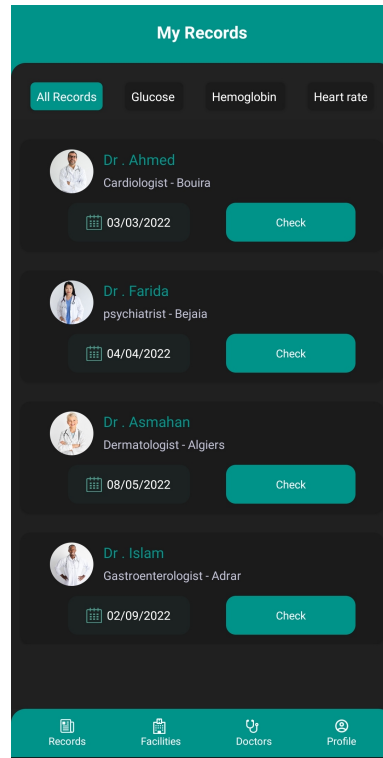 My Records
All Records Glucose Hemoglobin Heart rate
Dr . Ahmed
Cardiologist - Bouira
03/03/2022 Check
Dr . Farida
psychiatrist - Bejaia
04/04/2022 Check
Dr . Asmahan
Dermatologist - Algiers
08/05/2022 Check
Dr . Islam
Gastroenterologist - Adrar
02/09/2022 Check
Records Facilities Doctors Profile